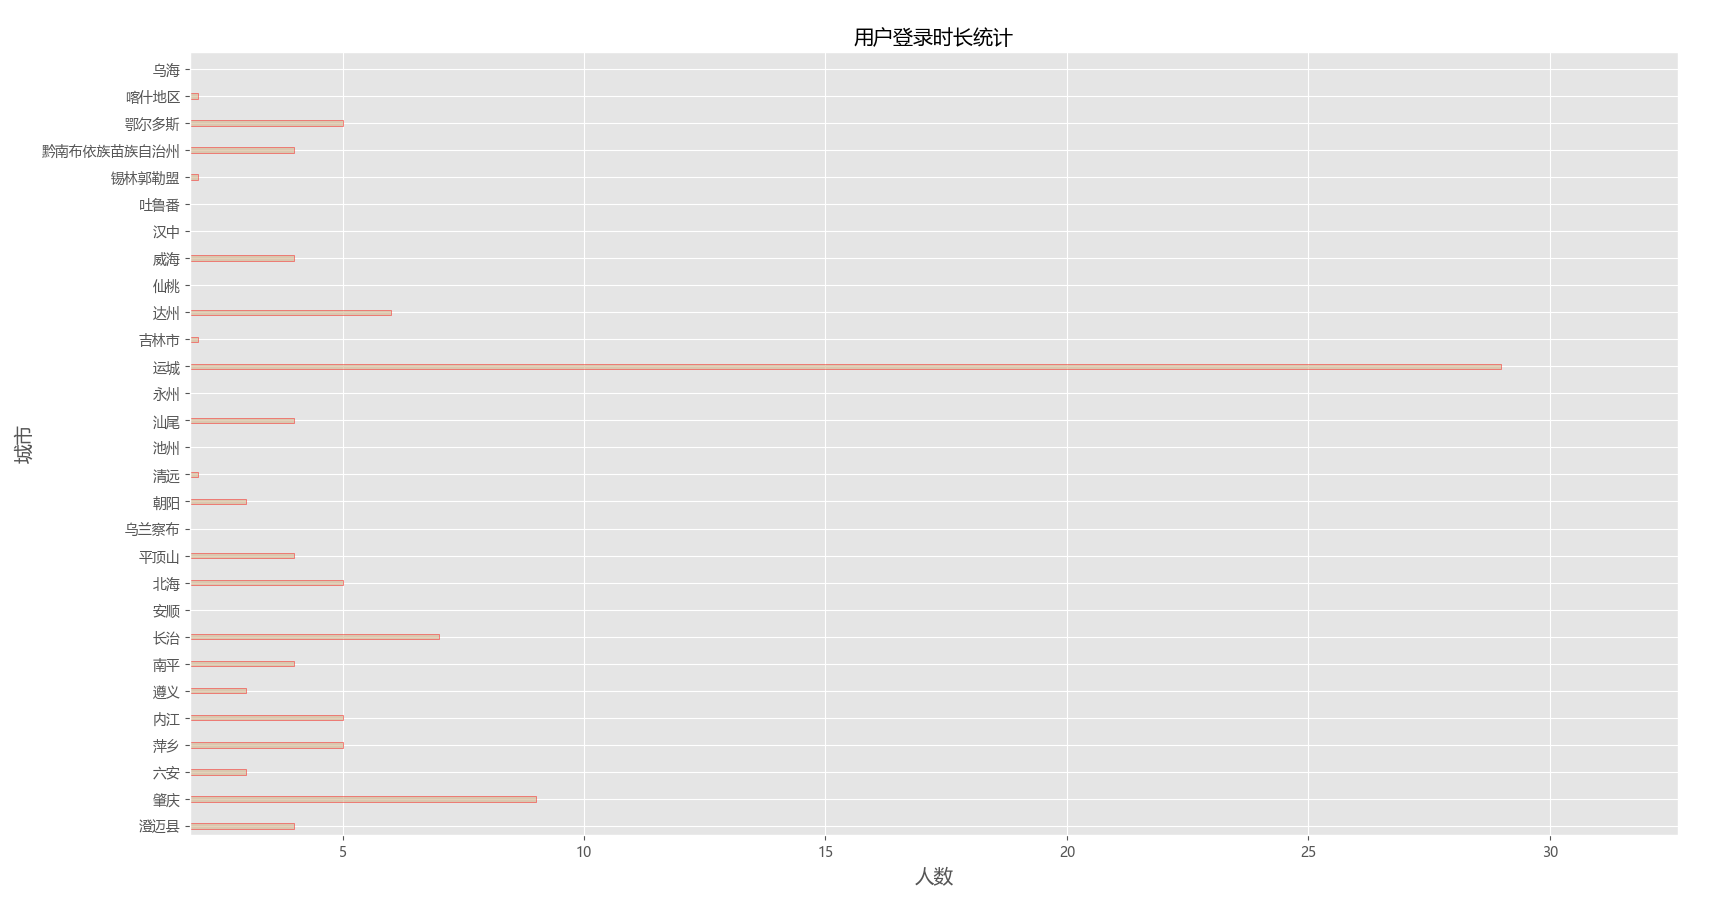 用户登录时长统计
乌海
喀什地区
鄂尔多斯
黔南布依族苗族自治州
锡林郭勒盟
吐鲁番
汉中
威海
仙桃
达州
吉林市
运城
永州
汕尾
池州
清远
朝阳
乌兰察布
平顶山
北海
安顺
长治
南平
遵义
内江
萍乡
六安
肇庆
澄迈县
城市
5 10 15 20 25 30
人数